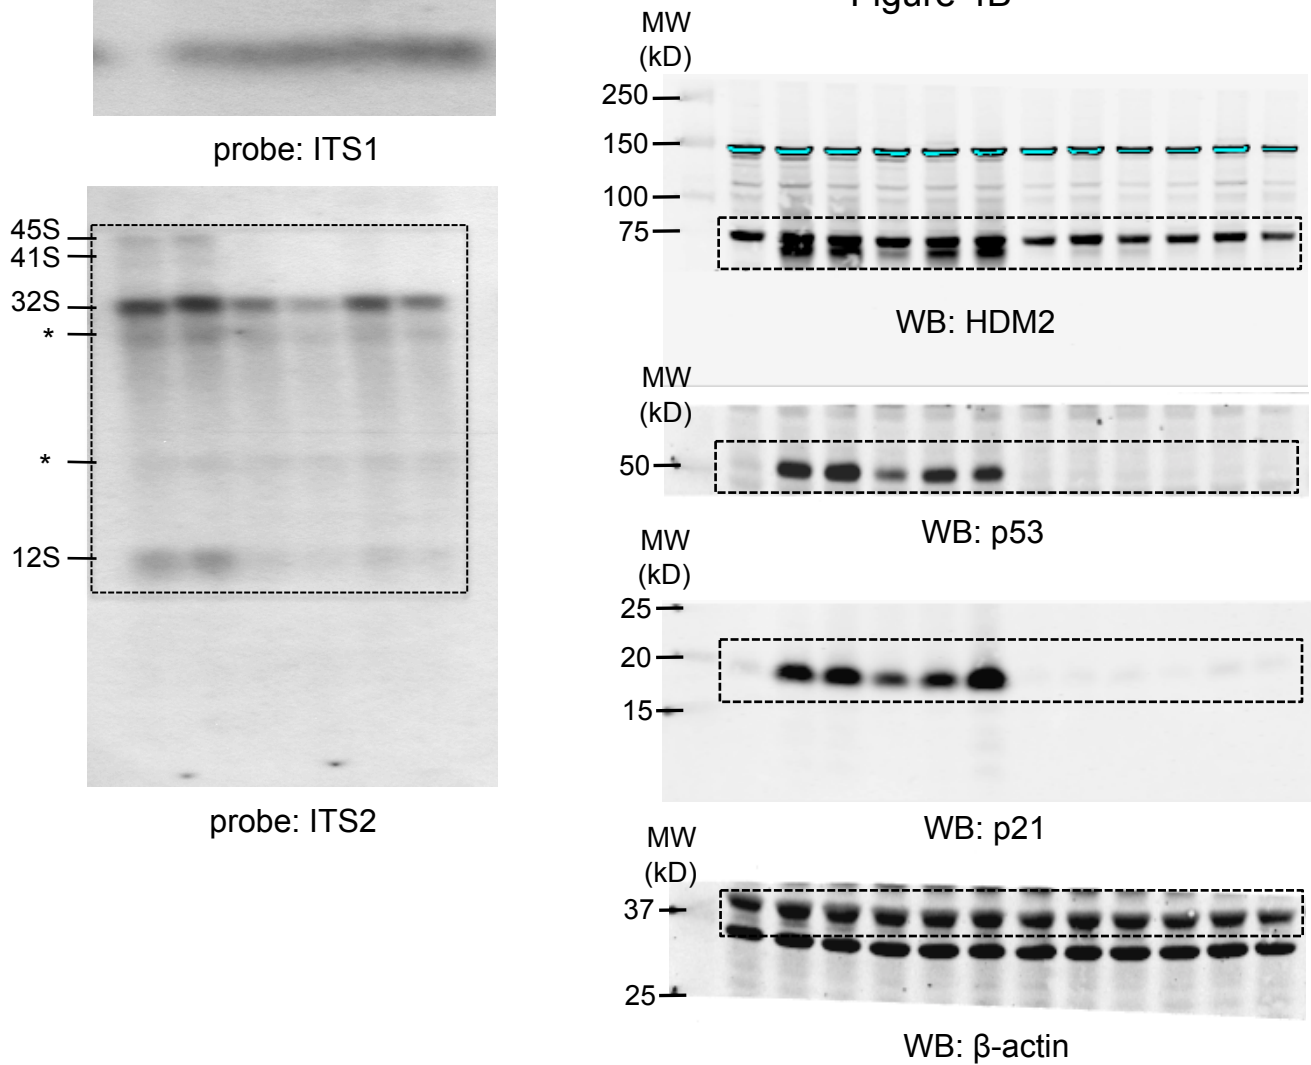 probe: ITS1
45S
41S
32S
*
*
12S
probe: ITS2
Figure 4B
MW
(kD)
250
150
100
75
WB: HDM2
MW
(kD)
50
WB: p53
MW
(kD)
25
20
15
WB: p21
MW
(kD)
37
25
WB: β-actin